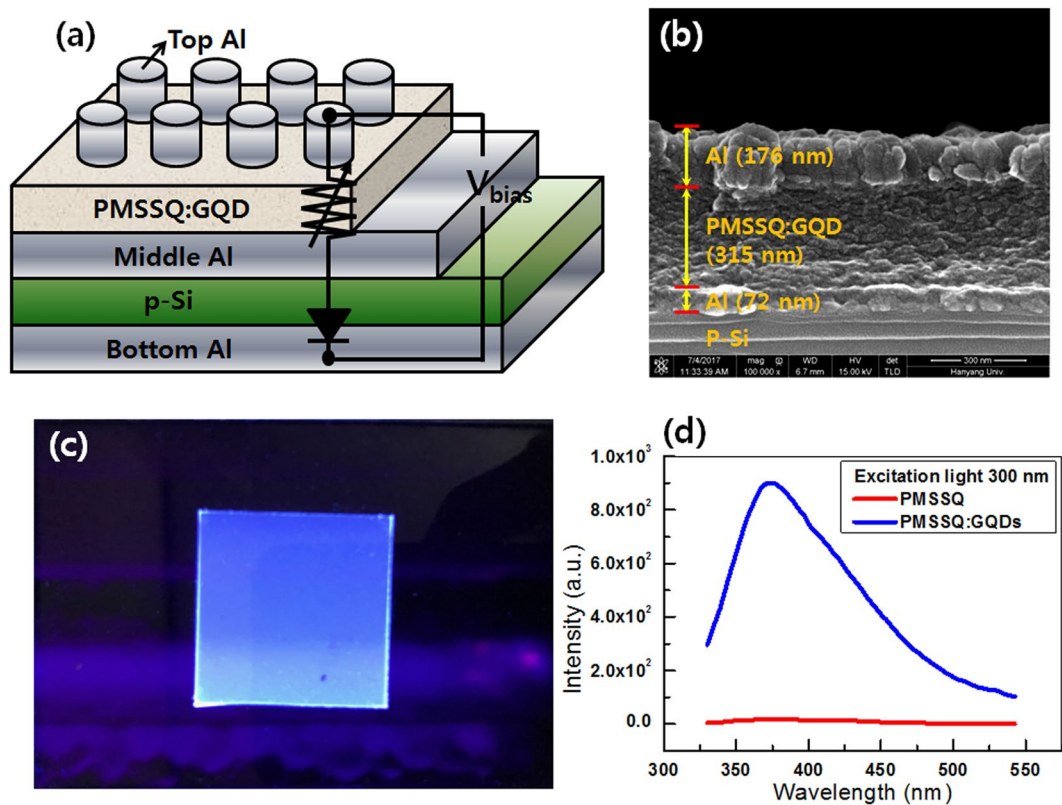 (a)
Top Al
PMSSQ:GQD
Middle Al
p-Si
Bottom Al
Vbias
(b)
Al (176 nm)
PMSSQ:GQD
(315 nm)
Al (72 nm)
P-Si
7/4/2017 mag WD HV det 300 nm
11:33:39 AM 100 000 x 6.7 mm 15.00 kV TLD Hanyang Univ.
(c)
(d)
Excitation light 300 nm
PMSSQ
PMSSQ:GQDs
Intensity (a.u.)
1.0x10³
8.0x10²
6.0x10²
4.0x10²
2.0x10²
0.0
300 350 400 450 500 550
Wavelength (nm)